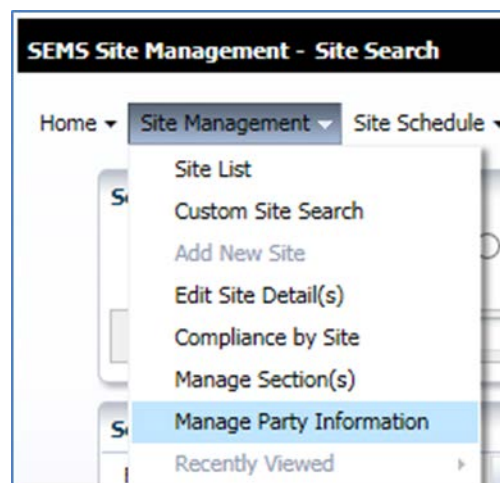 SEMS Site Management - Site Search
Home Site Management Site Schedule
Site List
Custom Site Search
Add New Site
Edit Site Detail(s)
Compliance by Site
Manage Section(s)
Manage Party Information
Recently Viewed